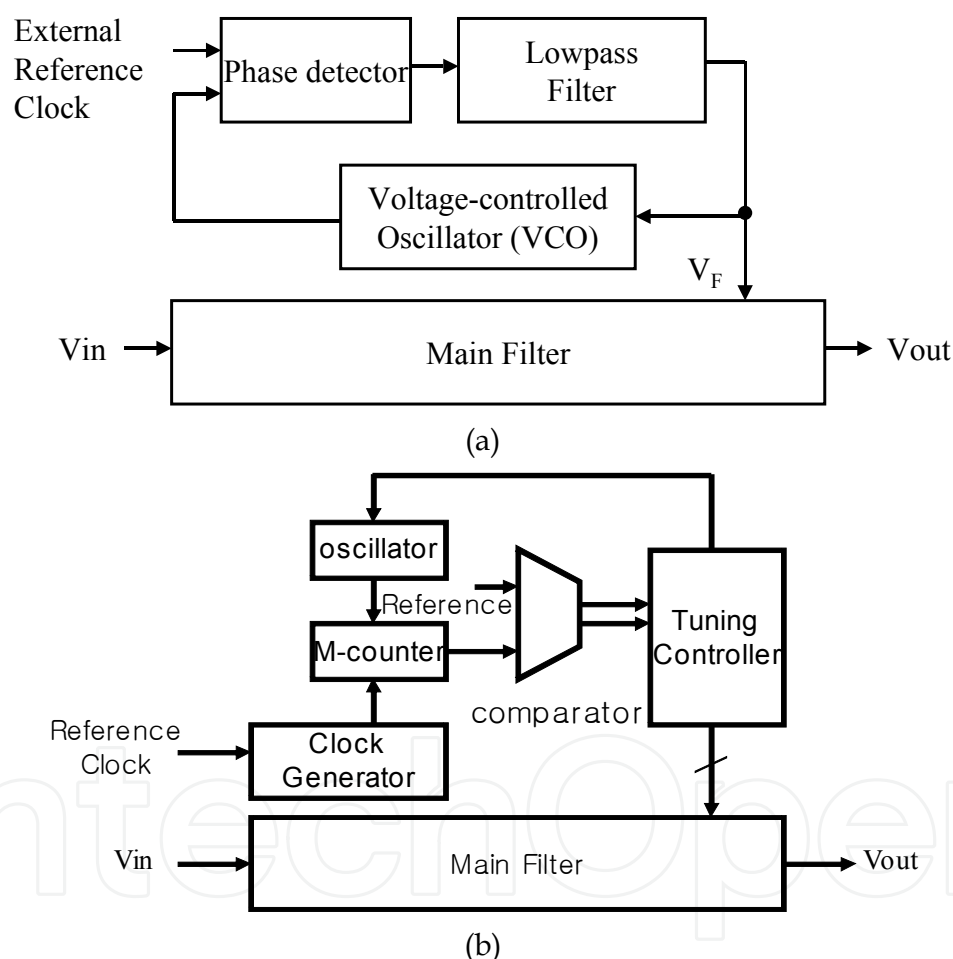 External
Reference
Clock
Phase detector
Lowpass
Filter
Voltage-controlled
Oscillator (VCO)
V_F
Vin
Main Filter
Vout
(a)
oscillator
Reference
M-counter
Tuning
Controller
comparator
Reference
Clock
Clock
Generator
Vin
Main Filter
Vout
(b)